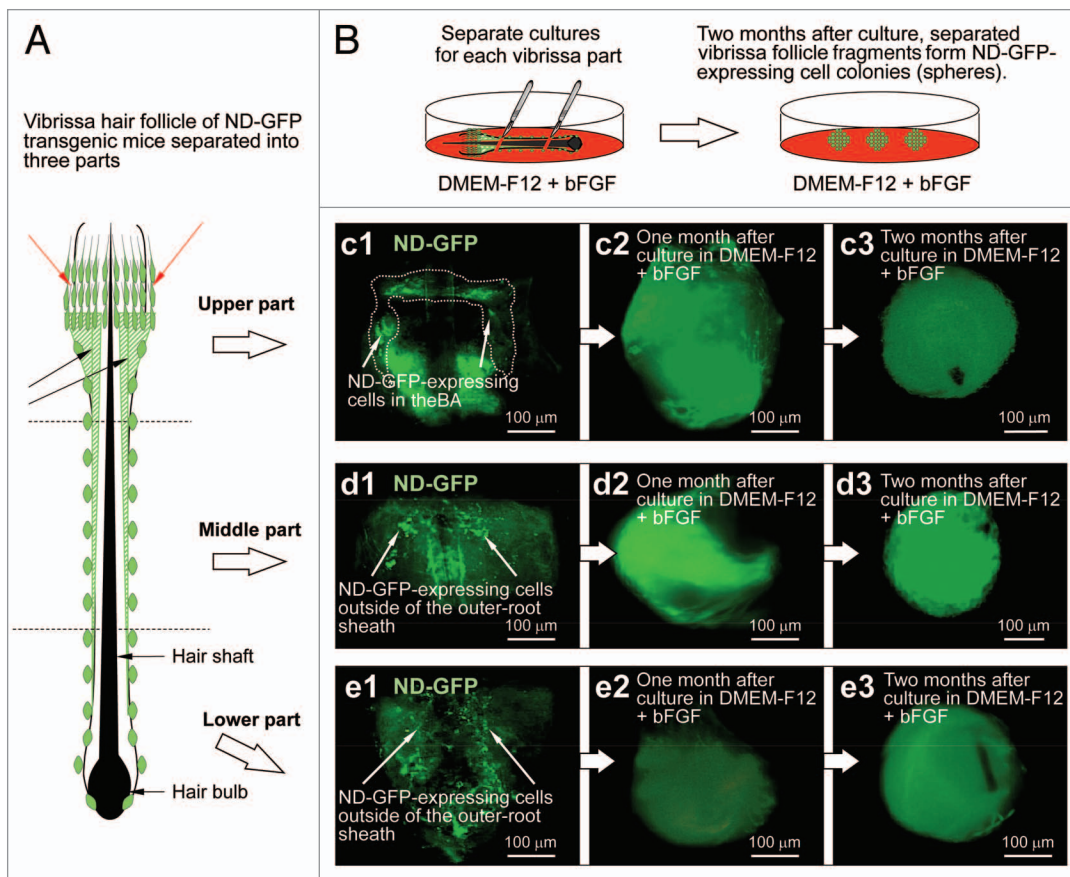 A
Vibrissa hair follicle of ND-GFP
transgenic mice separated into
three parts
Upper part
Middle part
Hair shaft
Lower part
Hair bulb
B
Separate cultures
for each vibrissa part
DMEM-F12 + bFGF
Two months after culture, separated
vibrissa follicle fragments form ND-GFP-
expressing cell colonies (spheres).
DMEM-F12 + bFGF
c1 ND-GFP
ND-GFP-expressing
cells in theBA
100 μm
c2 One month after
culture in DMEM-F12
+ bFGF
100 μm
c3 Two months after
culture in DMEM-F12
+ bFGF
100 μm
d1 ND-GFP
ND-GFP-expressing cells
outside of the outer-root
sheath
100 μm
d2 One month after
culture in DMEM-F12
+ bFGF
100 μm
d3 Two months after
culture in DMEM-F12
+ bFGF
100 μm
e1 ND-GFP
ND-GFP-expressing cells
outside of the outer-root
sheath
100 μm
e2 One month after
culture in DMEM-F12
+ bFGF
100 μm
e3 Two months after
culture in DMEM-F12
+ bFGF
100 μm